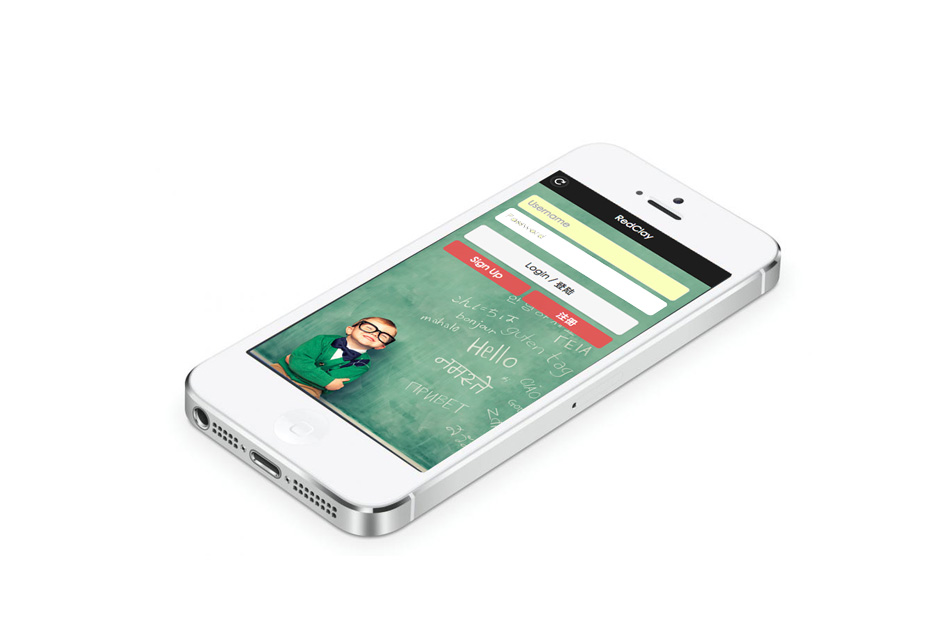 RedClay
Username
Password
Login / 登陆
Sign Up
注册
こんにちは
bonjour
guten tag
mahalo
Hello
ΓΕΙΑ
नमस्ते
CIAO
ПРИВЕТ